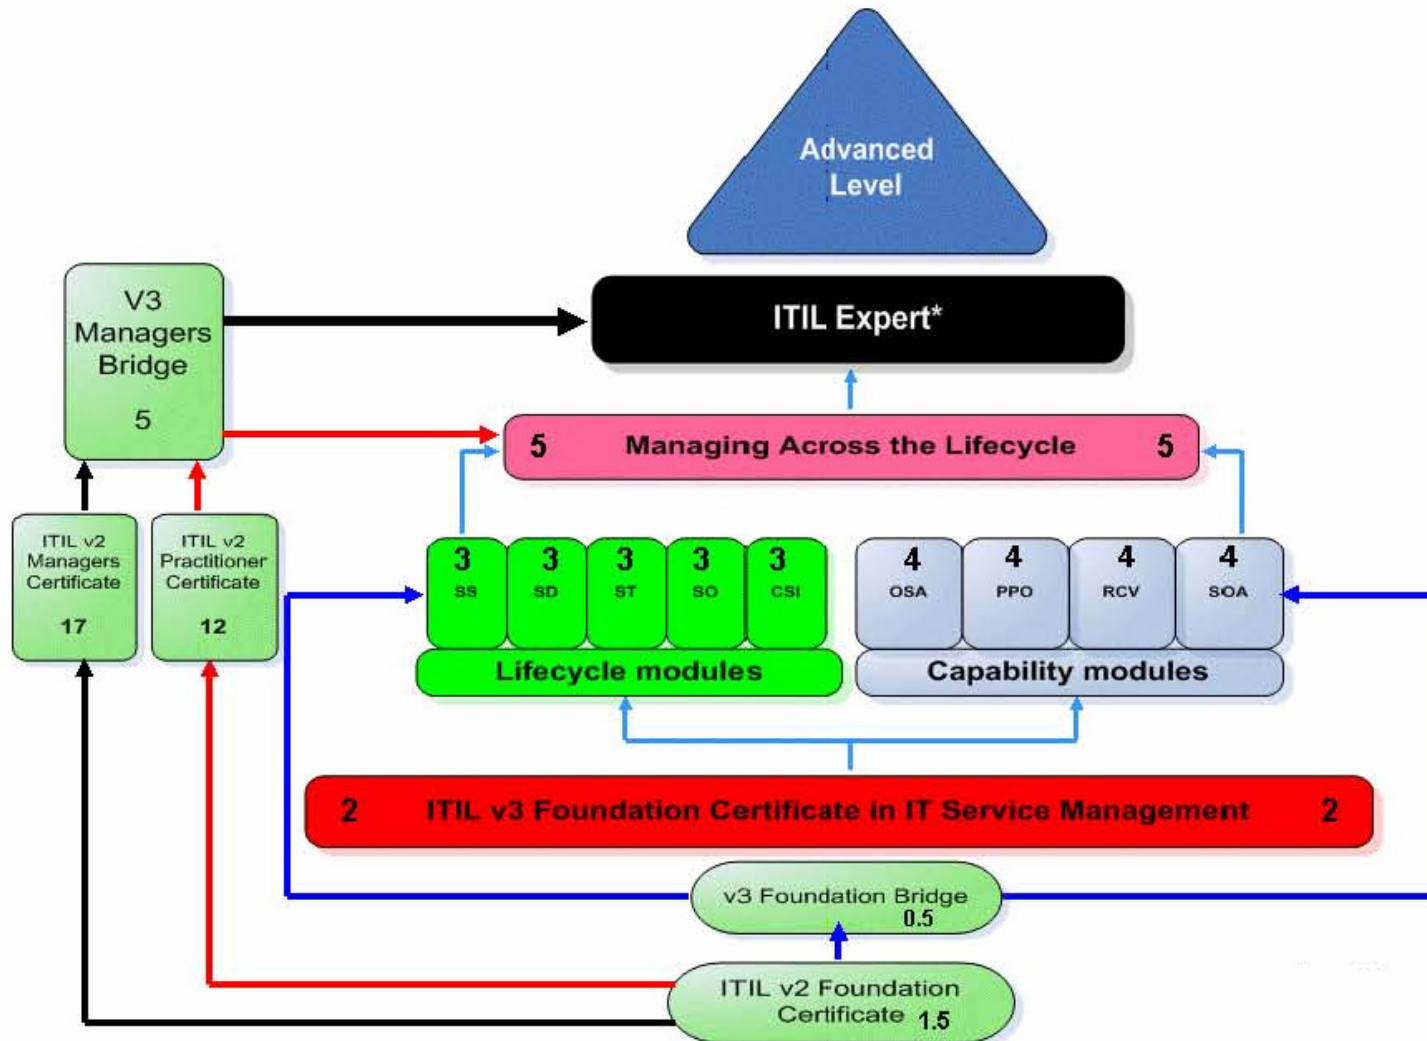 Advanced
Level
V3
Managers
Bridge
5
ITIL Expert*
5 Managing Across the Lifecycle 5
ITIL v2
Managers
Certificate
17
ITIL v2
Practitioner
Certificate
12
3 3 3 3 3
SS SD ST SO CSI
Lifecycle modules
4 4 4 4
OSA PPO RCV SOA
Capability modules
2 ITIL v3 Foundation Certificate in IT Service Management 2
v3 Foundation Bridge
0.5
ITIL v2 Foundation
Certificate 1.5